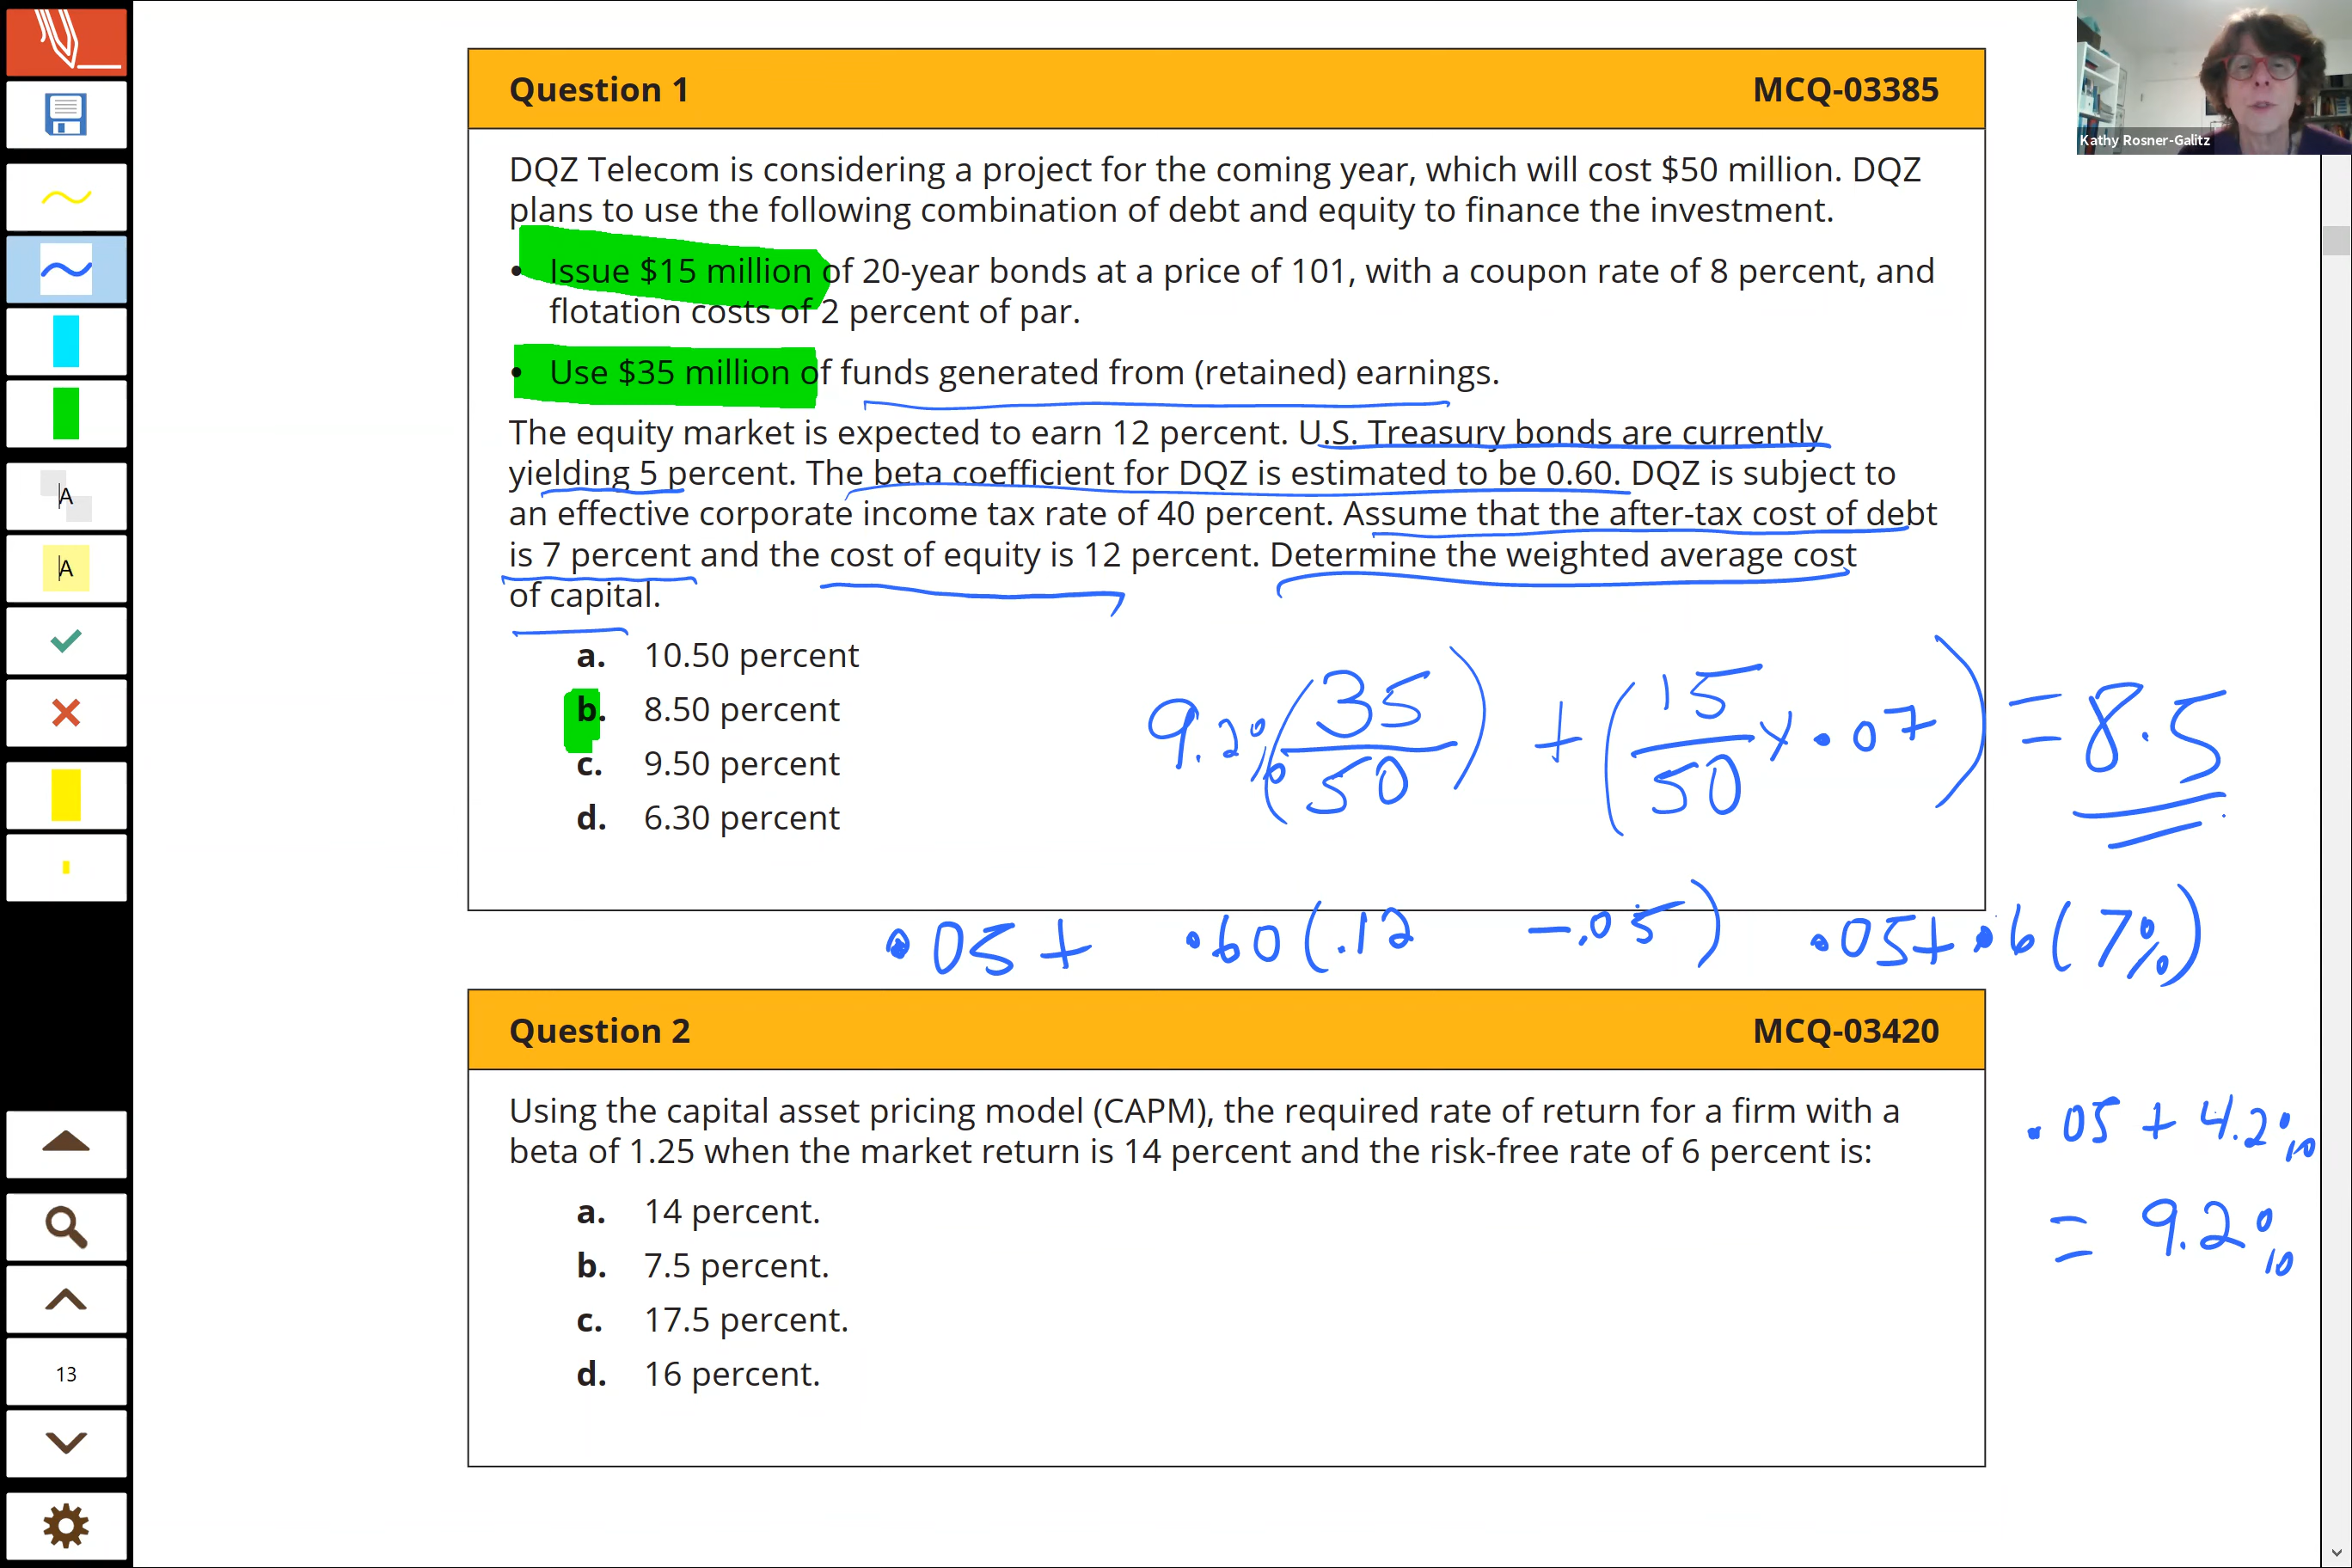 Kathy Rosner-Galitz
Question 1 MCQ-03385
DQZ Telecom is considering a project for the coming year, which will cost $50 million. DQZ
plans to use the following combination of debt and equity to finance the investment.
• Issue $15 million of 20-year bonds at a price of 101, with a coupon rate of 8 percent, and
flotation costs of 2 percent of par.
• Use $35 million of funds generated from (retained) earnings.
The equity market is expected to earn 12 percent. U.S. Treasury bonds are currently
yielding 5 percent. The beta coefficient for DQZ is estimated to be 0.60. DQZ is subject to
an effective corporate income tax rate of 40 percent. Assume that the after-tax cost of debt
is 7 percent and the cost of equity is 12 percent. Determine the weighted average cost
of capital.
a. 10.50 percent
b. 8.50 percent
c. 9.50 percent
d. 6.30 percent
9.2% (35/50) + (15/50 x .07) = 8.5
.05 + .60 (.12 - .05) .05 + .6 (7%)
Question 2 MCQ-03420
Using the capital asset pricing model (CAPM), the required rate of return for a firm with a
beta of 1.25 when the market return is 14 percent and the risk-free rate of 6 percent is:
a. 14 percent.
b. 7.5 percent.
c. 17.5 percent.
d. 16 percent.
.05 + 4.2%
= 9.2%
A
A
13